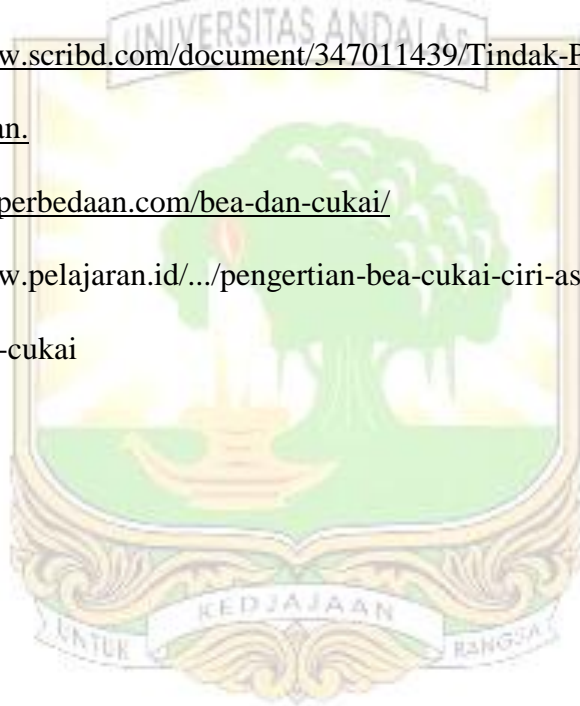 UNIVERSITAS ANDALAS
w.scribd.com/document/347011439/Tindak-P
an.
perbedaan.com/bea-dan-cukai/
w.pelajaran.id/.../pengertian-bea-cukai-ciri-as
-cukai
KEDJAJAAN
UNTUK
BANGSA